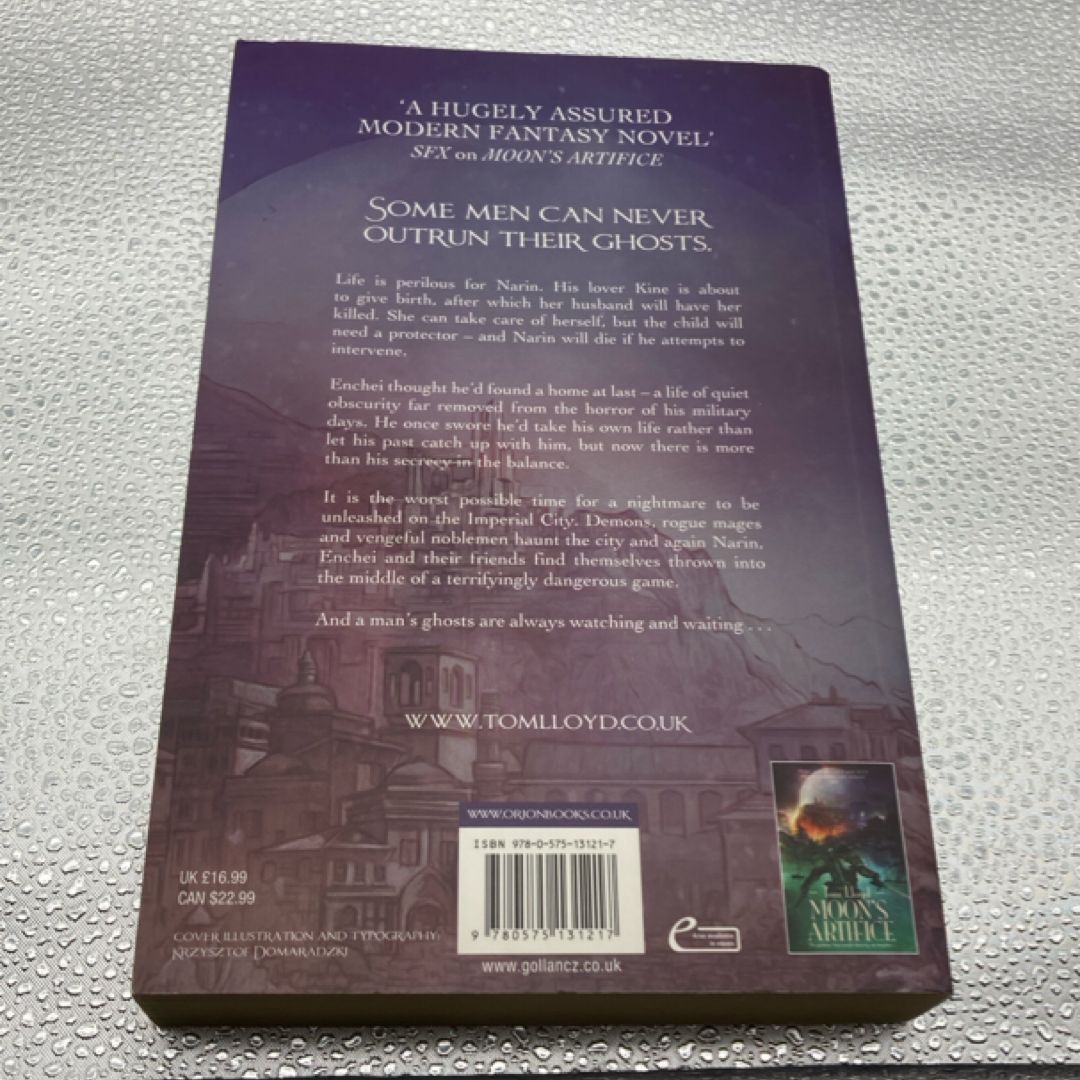 'A HUGELY ASSURED
MODERN FANTASY NOVEL'
SFX on MOON'S ARTIFICE
SOME MEN CAN NEVER
OUTRUN THEIR GHOSTS.
Life is perilous for Narin. His lover Kine is about
to give birth, after which her husband will have her
killed. She can take care of herself, but the child will
need a protector – and Narin will die if he attempts to
intervene.
Enchei thought he'd found a home at last – a life of quiet
obscurity far removed from the horror of his military
days. He once swore he'd take his own life rather than
let his past catch up with him, but now there is more
than his secrecy in the balance.
It is the worst possible time for a nightmare to be
unleashed on the Imperial City. Demons, rogue mages
and vengeful noblemen haunt the city and again Narin,
Enchei and their friends find themselves thrown into
the middle of a terrifyingly dangerous game.
And a man's ghosts are always watching and waiting . . .
WWW.TOMLLOYD.CO.UK
WWW.ORIONBOOKS.CO.UK
ISBN 978-0-575-13121-7
9 780575 131217
www.gollancz.co.uk
UK £16.99
CAN $22.99
COVER ILLUSTRATION AND TYPOGRAPHY:
KRZYSZTOF DOMARADZKI
e
Tom Lloyd
MOON'S
ARTIFICE